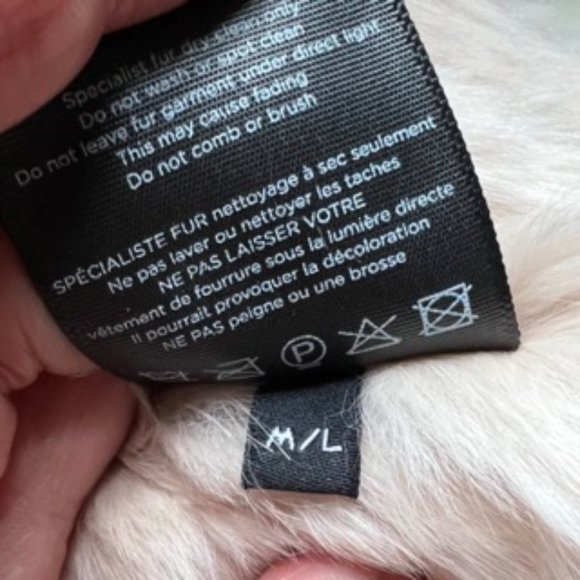 Specialist fur dry clean only
Do not wash or spot clean
Do not leave fur garment under direct light
This may cause fading
Do not comb or brush
SPÉCIALISTE FUR nettoyage à sec seulement
Ne pas laver ou nettoyer les taches
NE PAS LAISSER VOTRE
vêtement de fourrure sous la lumière directe
Il pourrait provoquer la décoloration
NE PAS peigne ou une brosse
P
M/L